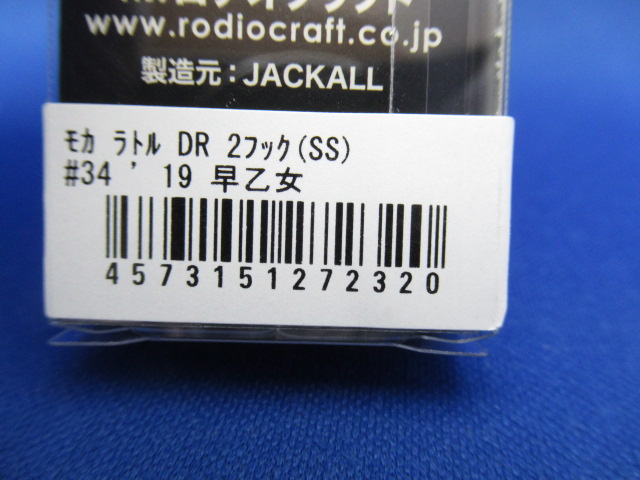 www.rodiocraft.co.jp
製造元：JACKALL
ﾓｶ ﾗﾄﾙ DR 2ﾌｯｸ(SS)
#34 ' 19 早乙女
4573151272320